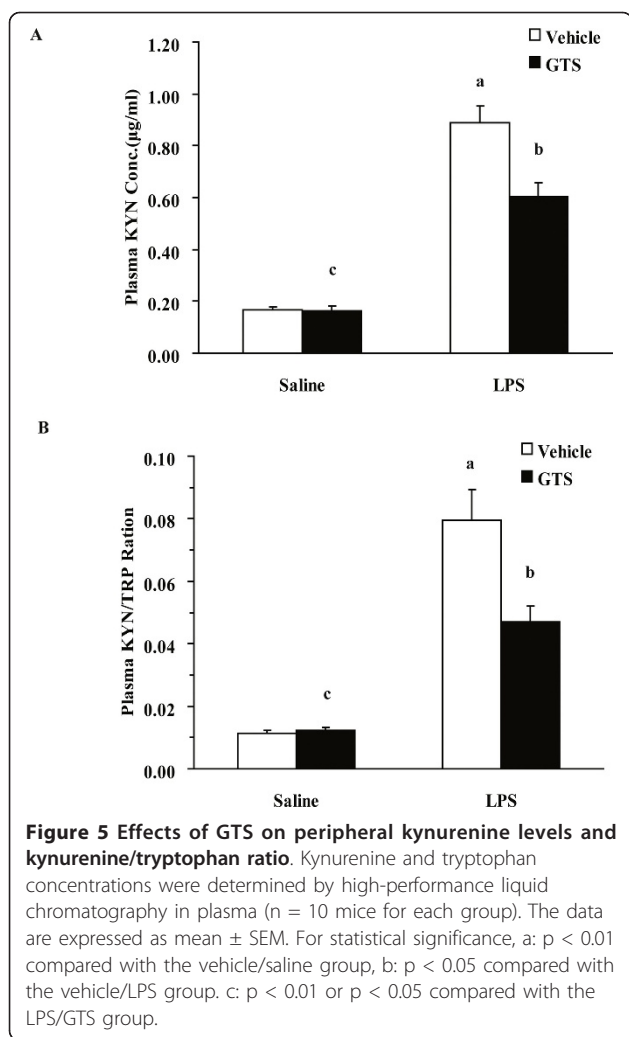 A
1.20
Vehicle
GTS
1.00
a
0.80
b
0.60
0.40
c
0.20
0.00
Plasma KYN Conc.(µg/ml)
Saline LPS
B
0.10
Vehicle
GTS
a
0.08
0.06
b
0.04
0.02
c
0.00
Plasma KYN/TRP Ration
Saline LPS
Figure 5 Effects of GTS on peripheral kynurenine levels and
kynurenine/tryptophan ratio. Kynurenine and tryptophan
concentrations were determined by high-performance liquid
chromatography in plasma (n = 10 mice for each group). The data
are expressed as mean ± SEM. For statistical significance, a: p < 0.01
compared with the vehicle/saline group, b: p < 0.05 compared with
the vehicle/LPS group. c: p < 0.01 or p < 0.05 compared with the
LPS/GTS group.